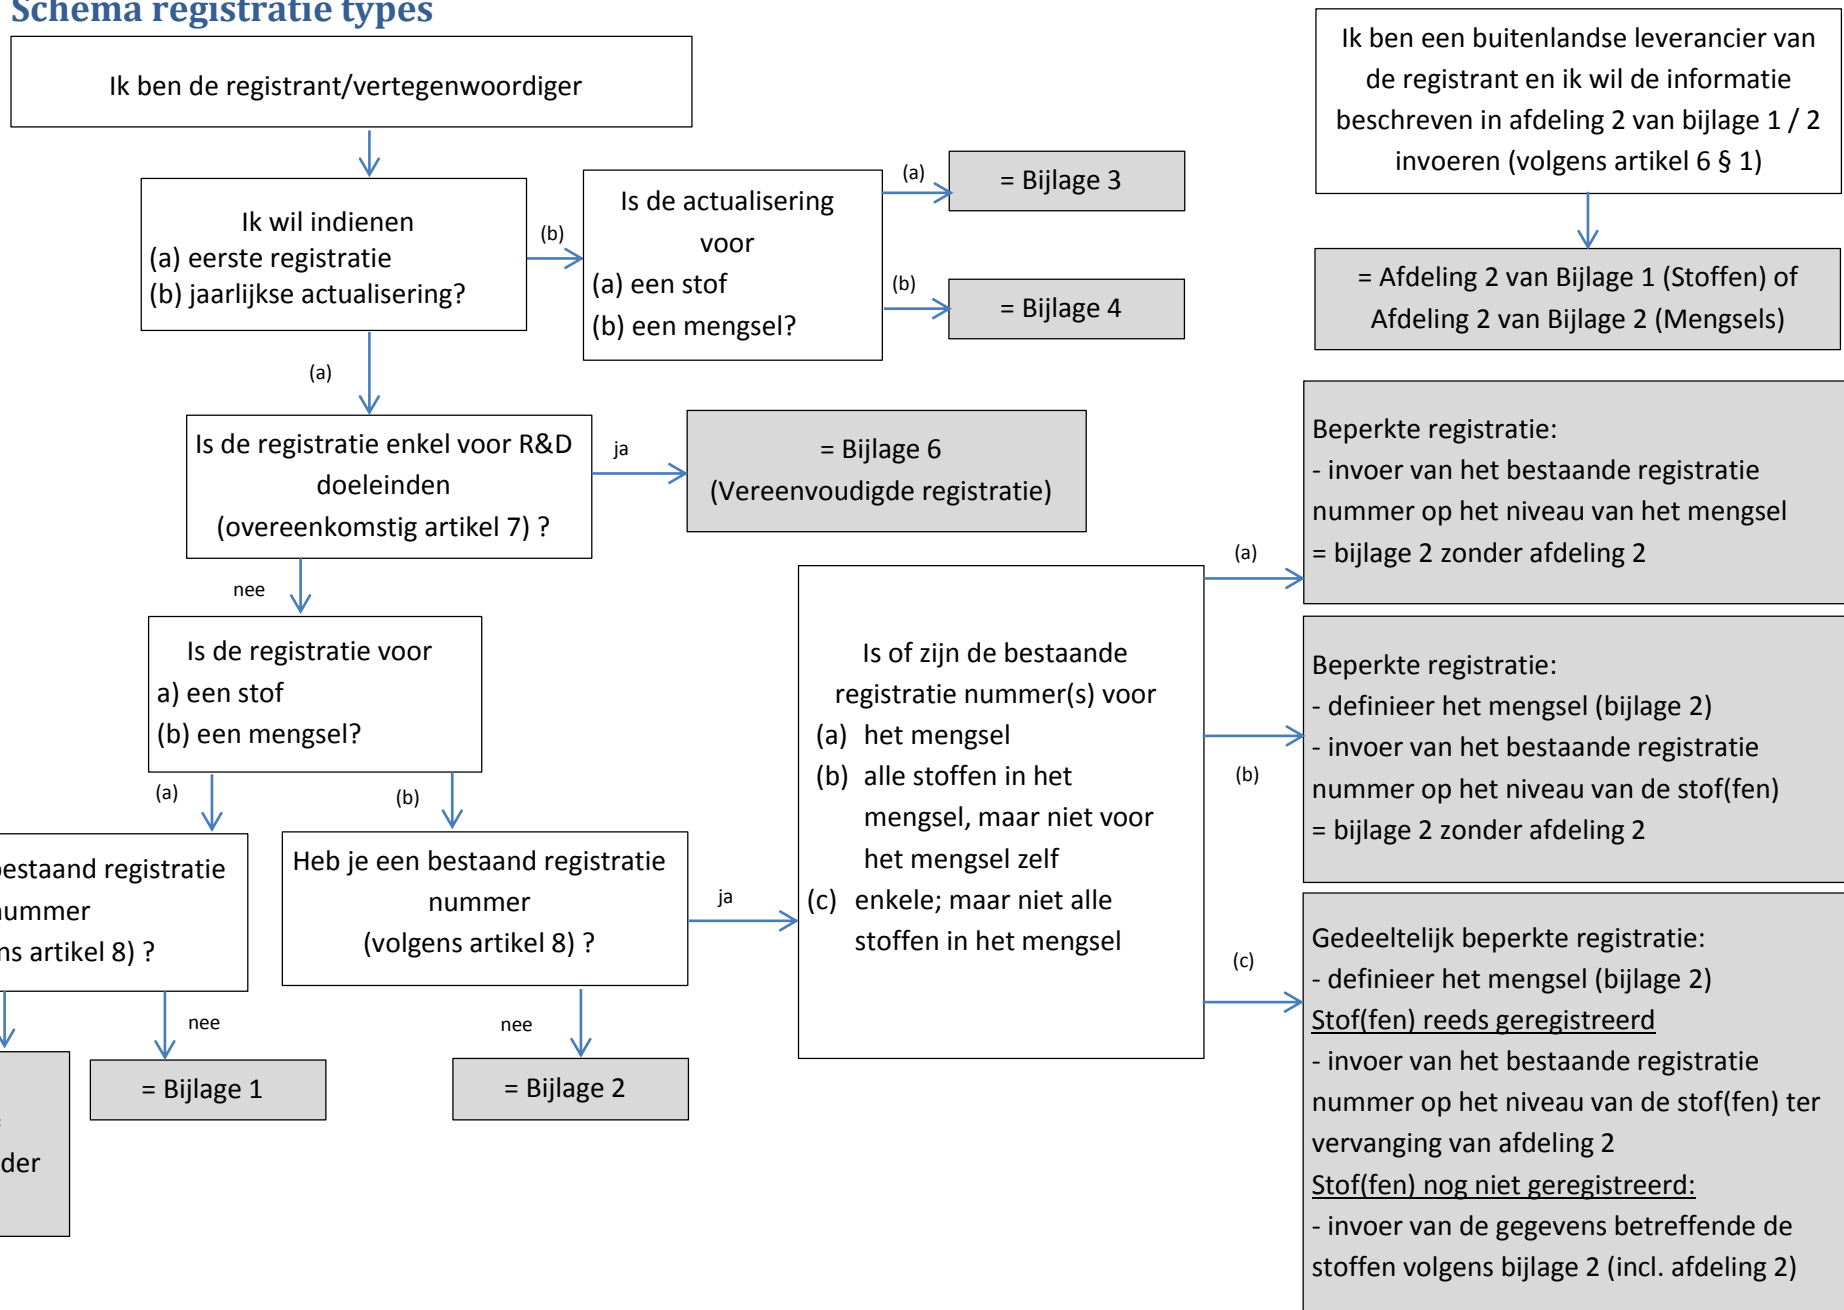 Schema registratie types
Ik ben de registrant/vertegenwoordiger
Ik wil indienen
(a) eerste registratie
(b) jaarlijkse actualisering?
(b)
Is de actualisering
voor
(a) een stof
(b) een mengsel?
(a)
= Bijlage 3
(b)
= Bijlage 4
Ik ben een buitenlandse leverancier van
de registrant en ik wil de informatie
beschreven in afdeling 2 van bijlage 1 / 2
invoeren (volgens artikel 6 § 1)
= Afdeling 2 van Bijlage 1 (Stoffen) of
Afdeling 2 van Bijlage 2 (Mengsels)
(a)
Is de registratie enkel voor R&D
doeleinden
(overeenkomstig artikel 7) ?
ja
= Bijlage 6
(Vereenvoudigde registratie)
nee
Is de registratie voor
a) een stof
(b) een mengsel?
(a)
(b)
bestaand registratie
nummer
artikel 8) ?
nee
= Bijlage 1
Heb je een bestaand registratie
nummer
(volgens artikel 8) ?
nee
= Bijlage 2
ja
Is of zijn de bestaande
registratie nummer(s) voor
(a) het mengsel
(b) alle stoffen in het
mengsel, maar niet voor
het mengsel zelf
(c) enkele; maar niet alle
stoffen in het mengsel
(a)
Beperkte registratie:
- invoer van het bestaande registratie
nummer op het niveau van het mengsel
= bijlage 2 zonder afdeling 2
(b)
Beperkte registratie:
- definieer het mengsel (bijlage 2)
- invoer van het bestaande registratie
nummer op het niveau van de stof(fen)
= bijlage 2 zonder afdeling 2
(c)
Gedeeltelijk beperkte registratie:
- definieer het mengsel (bijlage 2)
Stof(fen) reeds geregistreerd
- invoer van het bestaande registratie
nummer op het niveau van de stof(fen) ter
vervanging van afdeling 2
Stof(fen) nog niet geregistreerd:
- invoer van de gegevens betreffende de
stoffen volgens bijlage 2 (incl. afdeling 2)